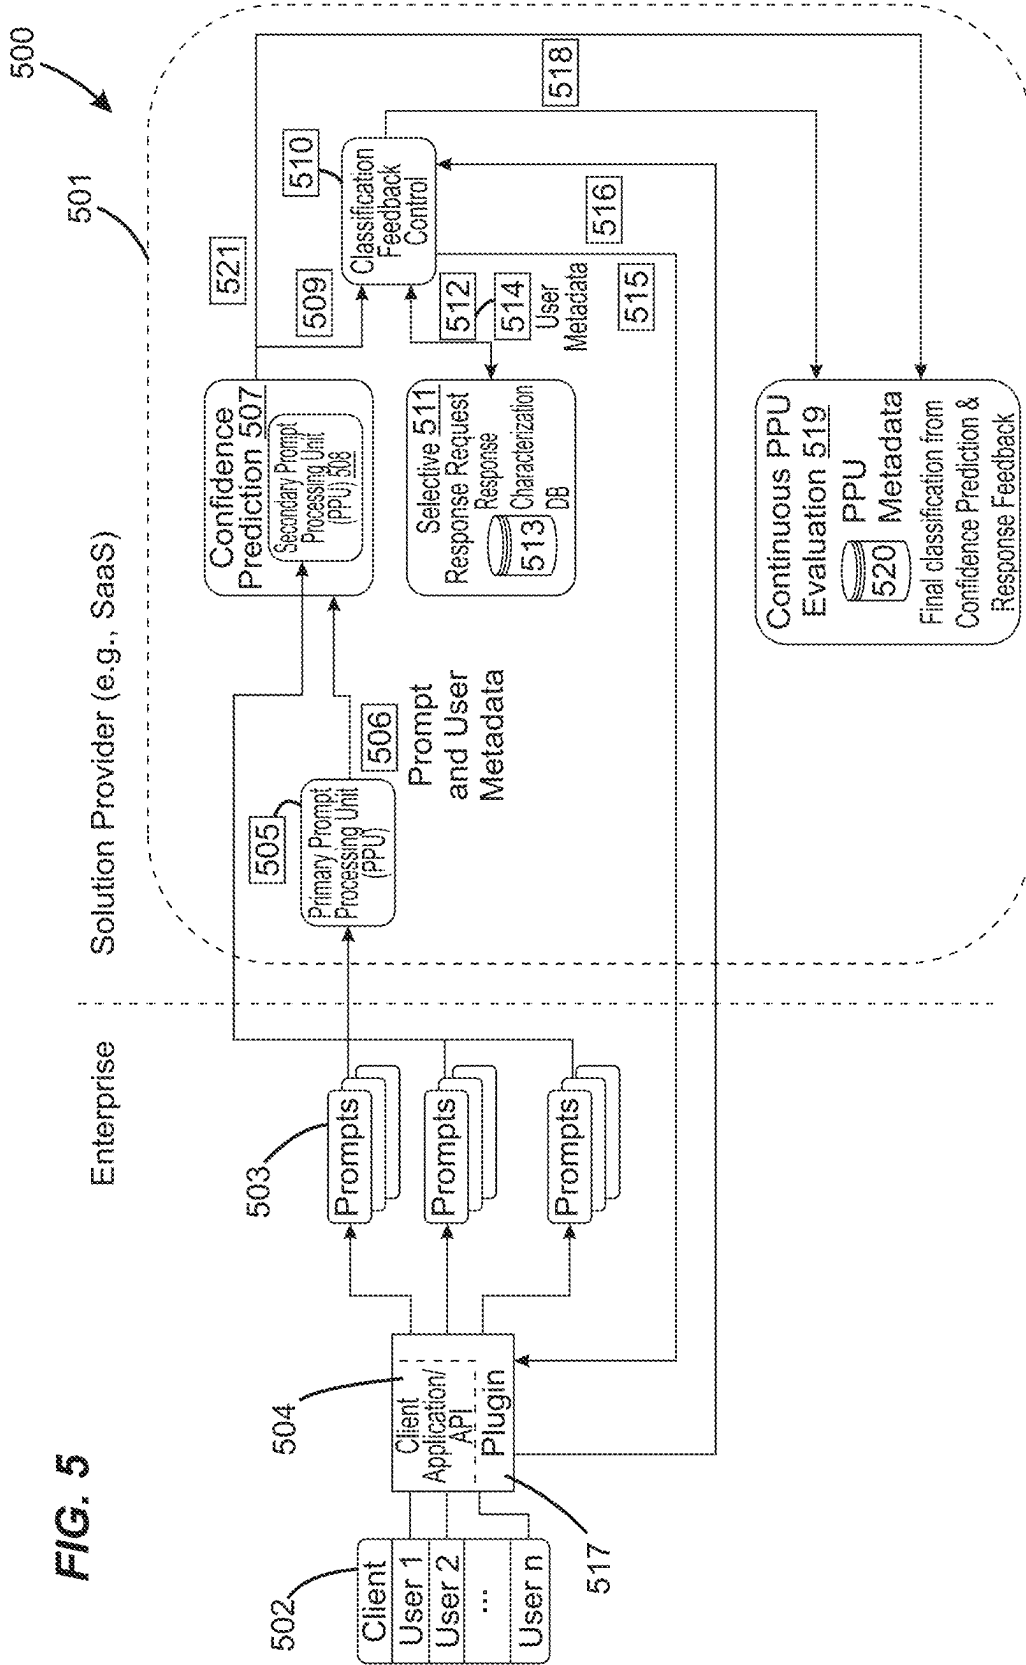 FIG. 5
500
501
Enterprise
Solution Provider (e.g., SaaS)
502
Client
User 1
User 2
...
User n
504
Client
Application/
API
Plugin
517
503
Prompts
Prompts
Prompts
505
Primary Prompt
Processing Unit
(PPU)
506
Prompt
and User
Metadata
Confidence
Prediction 507
Secondary Prompt
Processing Unit
(PPU) 508
521
509
510
Classification
Feedback
Control
Selective 511
Response Request
513
Response
Characterization
DB
512
514
User
Metadata
518
516
515
Continuous PPU
Evaluation 519
520
PPU
Metadata
Final classification from
Confidence Prediction &
Response Feedback